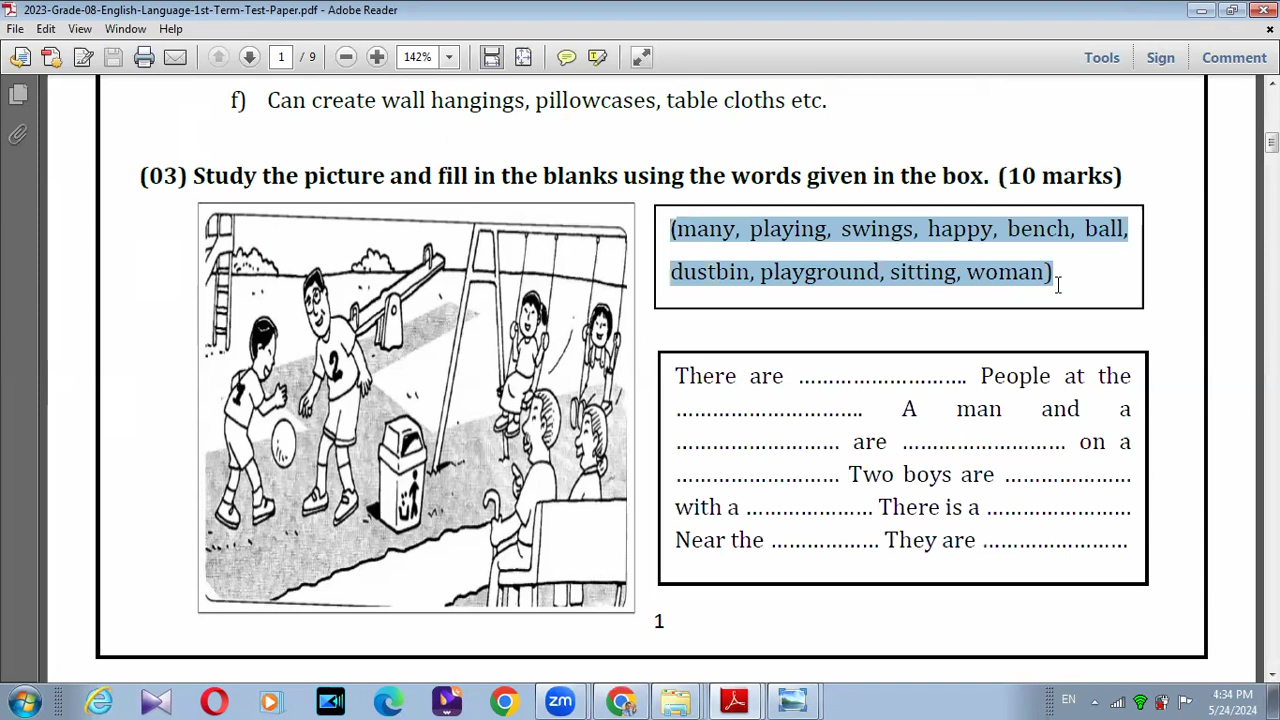 2023-Grade-08-English-Language-1st-Term-Test-Paper.pdf - Adobe Reader
File Edit View Window Help
1 / 9 142% Tools Sign Comment
f) Can create wall hangings, pillowcases, table cloths etc.
(03) Study the picture and fill in the blanks using the words given in the box. (10 marks)
(many, playing, swings, happy, bench, ball,
dustbin, playground, sitting, woman)
1
2
There are ………………………. People at the
…………………………. A man and a
……………………… are ……………………… on a
……………………… Two boys are …………………
with a ………………… There is a ……………………
Near the ……………… They are ……………………
1
EN
4:34 PM
5/24/2024